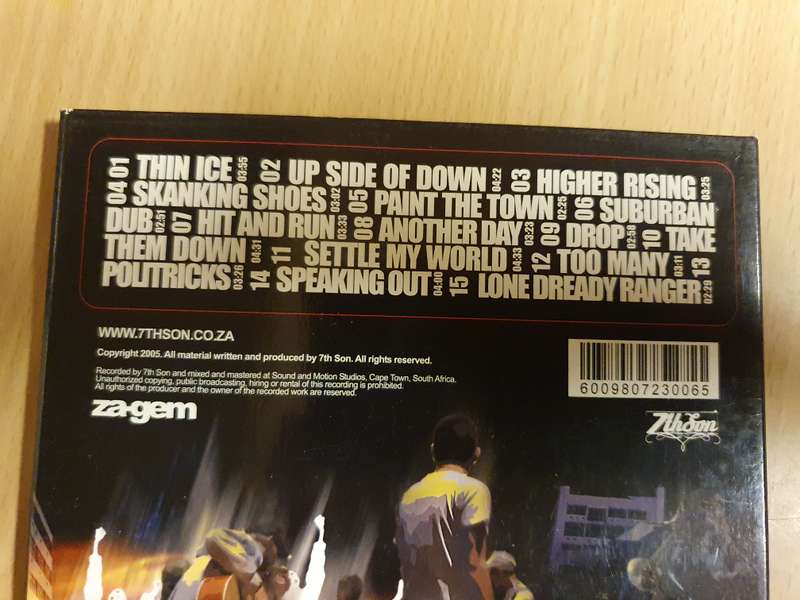 01 THIN ICE 03:55 02 UP SIDE OF DOWN 04:22 03 HIGHER RISING 03:25
04 SKANKING SHOES 03:02 05 PAINT THE TOWN 02:25 06 SUBURBAN
DUB 02:51 07 HIT AND RUN 03:33 08 ANOTHER DAY 03:23 09 DROP 02:58 10 TAKE
THEM DOWN 04:31 11 SETTLE MY WORLD 04:33 12 TOO MANY 03:11 13
POLITRICKS 03:26 14 SPEAKING OUT 04:00 15 LONE DREADY RANGER 02:29
WWW.7THSON.CO.ZA
Copyright 2005. All material written and produced by 7th Son. All rights reserved.
Recorded by 7th Son and mixed and mastered at Sound and Motion Studios, Cape Town, South Africa.
Unauthorized copying, public broadcasting, hiring or rental of this recording is prohibited.
All rights of the producer and the owner of the recorded work are reserved.
za-gem
6009807230065
7th Son